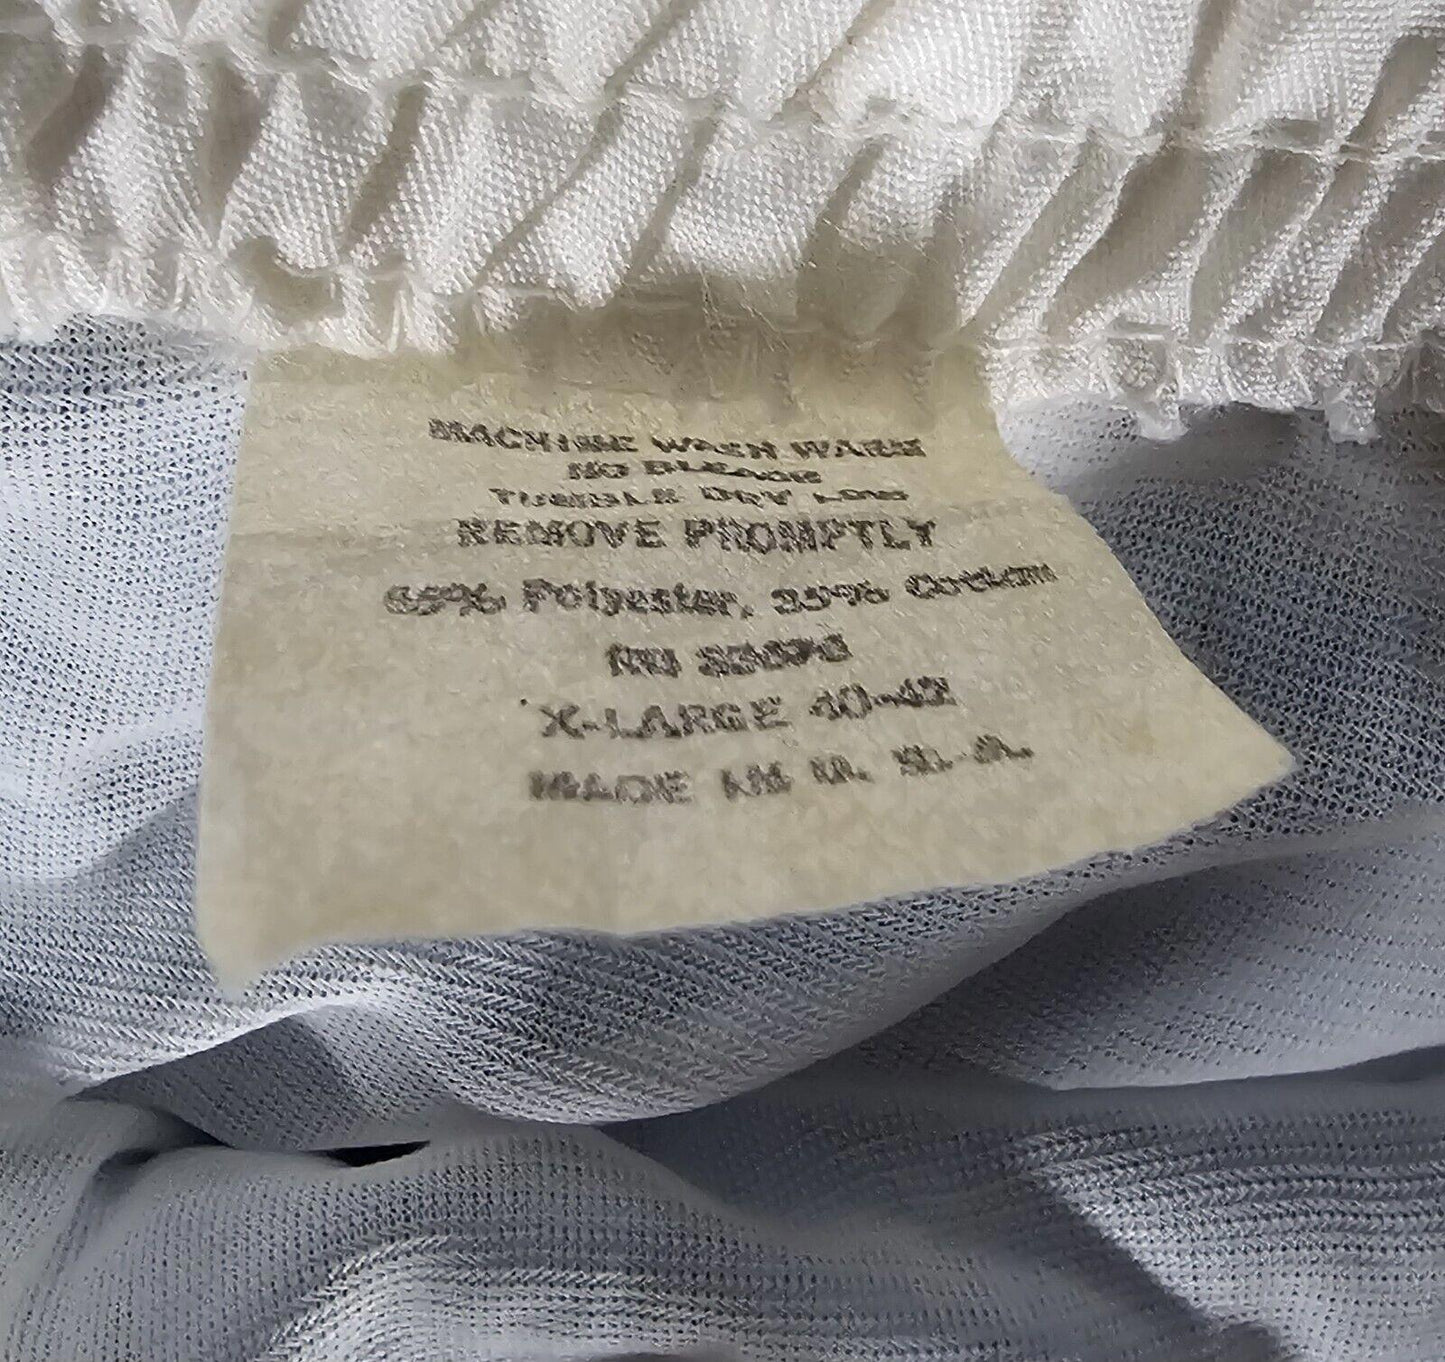 MACHINE WASH WARM
NO BLEACH
TUMBLE DRY LOW
REMOVE PROMPTLY
65% Polyester, 35% Cotton
RN
X-LARGE 40-42
MADE IN U. S. A.